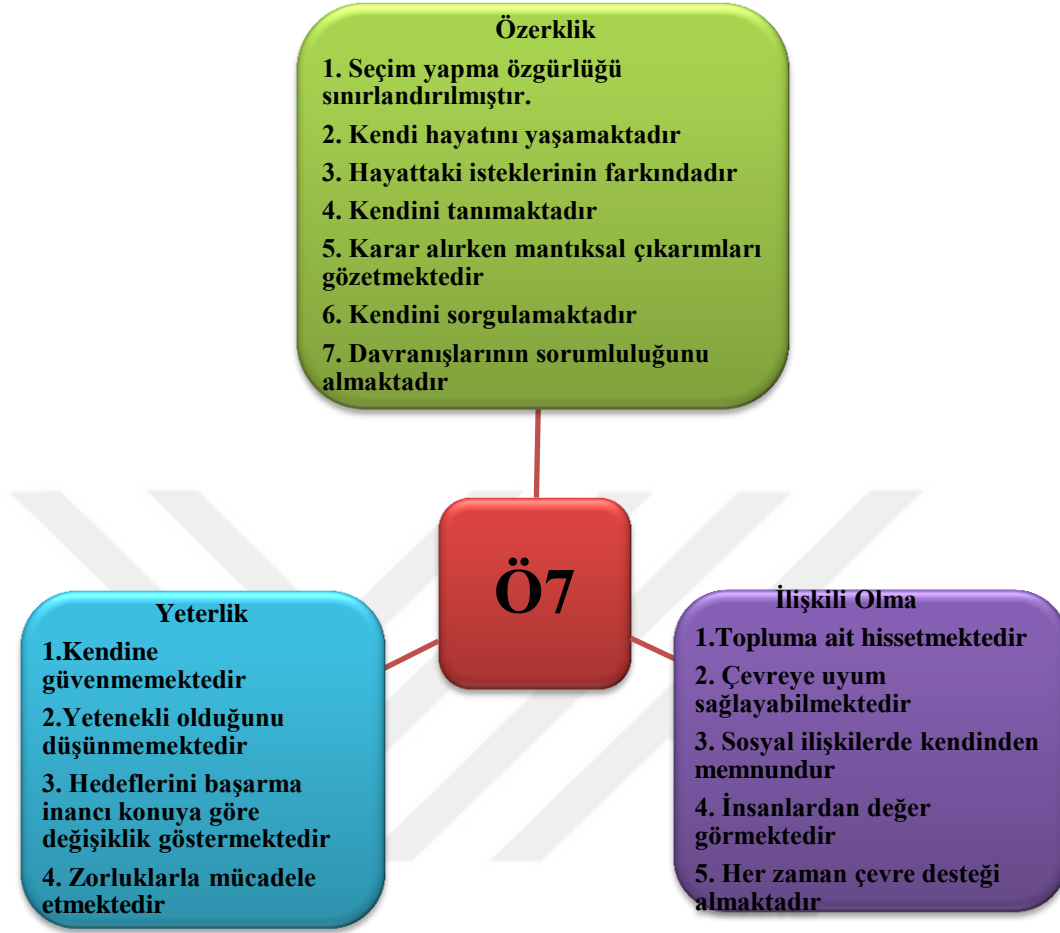 Özerklik
1. Seçim yapma özgürlüğü
sınırlandırılmıştır.
2. Kendi hayatını yaşamaktadır
3. Hayattaki isteklerinin farkındadır
4. Kendini tanımaktadır
5. Karar alırken mantıksal çıkarımları
gözetmektedir
6. Kendini sorgulamaktadır
7. Davranışlarının sorumluluğunu
almaktadır
Ö7
Yeterlik
1.Kendine
güvenmemektedir
2.Yetenekli olduğunu
düşünmemektedir
3. Hedeflerini başarma
inancı konuya göre
değişiklik göstermektedir
4. Zorluklarla mücadele
etmektedir
İlişkili Olma
1.Topluma ait hissetmektedir
2. Çevreye uyum
sağlayabilmektedir
3. Sosyal ilişkilerde kendinden
memnundur
4. İnsanlardan değer
görmektedir
5. Her zaman çevre desteği
almaktadır